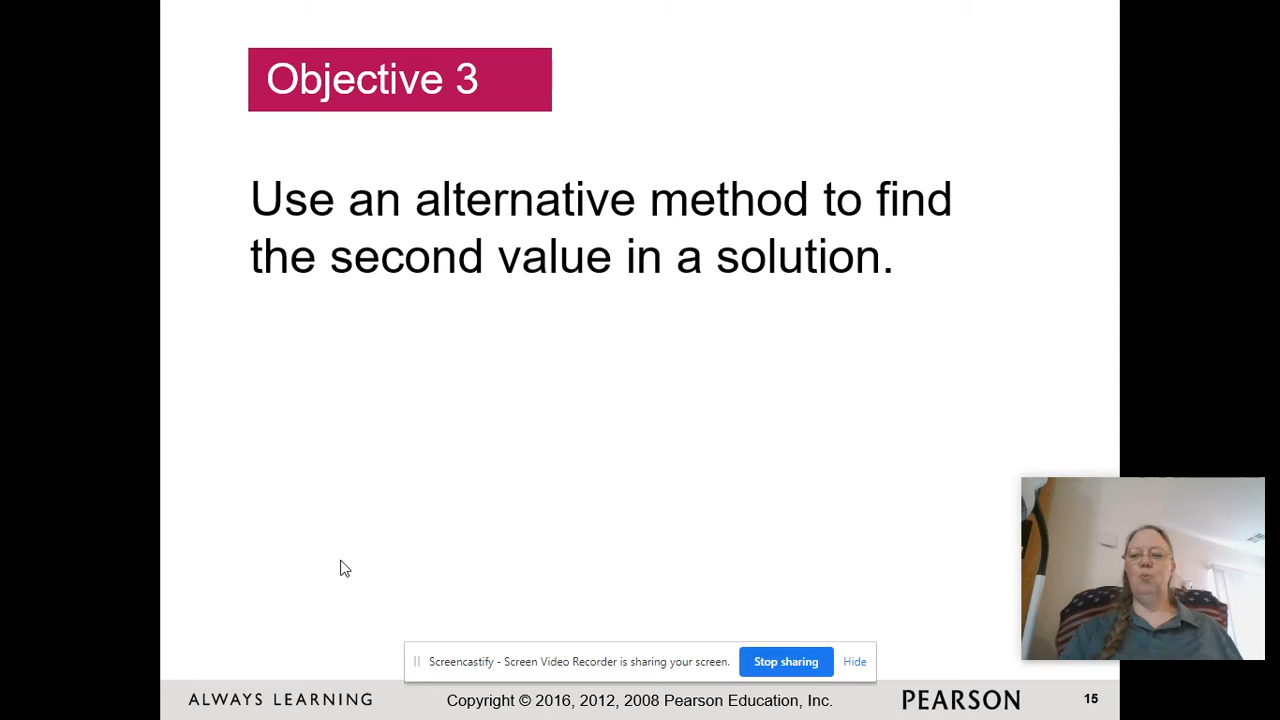 Objective 3
Use an alternative method to find
the second value in a solution.
Screencastify - Screen Video Recorder is sharing your screen. Stop sharing Hide
ALWAYS LEARNING Copyright © 2016, 2012, 2008 Pearson Education, Inc. PEARSON 15